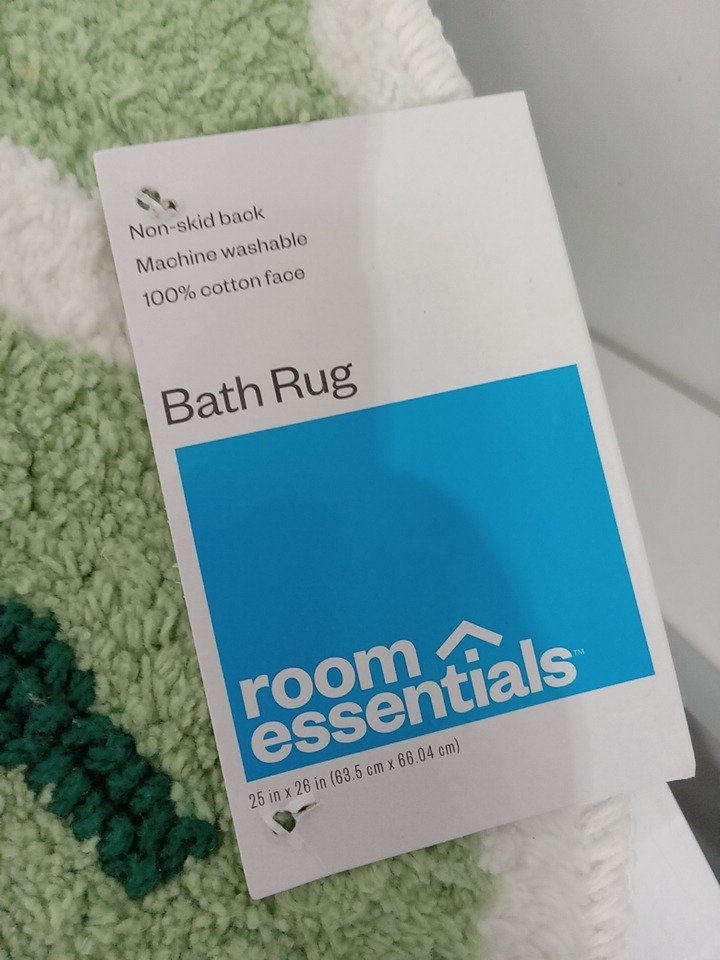 Non-skid back
Machine washable
100% cotton face
Bath Rug
room
essentials™
25 in x 26 in (63.5 cm x 66.04 cm)